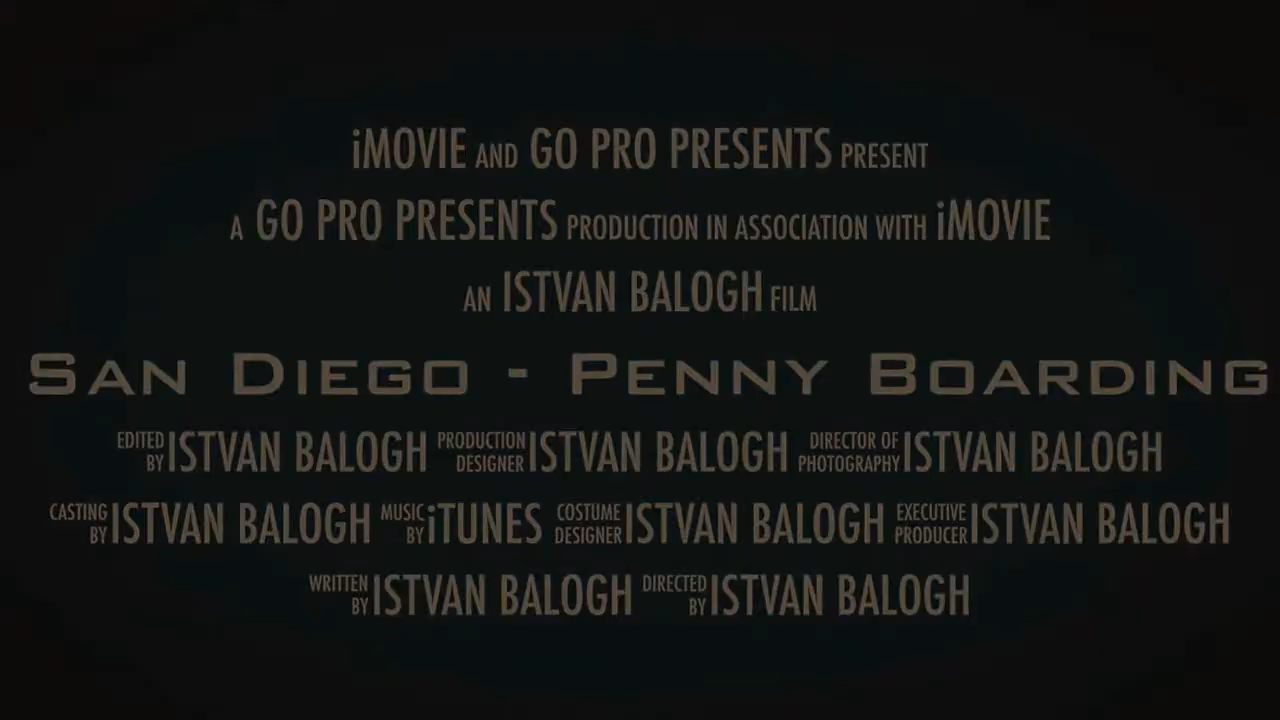 iMOVIE AND GO PRO PRESENTS PRESENT
A GO PRO PRESENTS PRODUCTION IN ASSOCIATION WITH iMOVIE
AN ISTVAN BALOGH FILM
SAN DIEGO - PENNY BOARDING
EDITED BY ISTVAN BALOGH PRODUCTION DESIGNER ISTVAN BALOGH DIRECTOR OF PHOTOGRAPHY ISTVAN BALOGH
CASTING BY ISTVAN BALOGH MUSIC BY iTUNES COSTUME DESIGNER ISTVAN BALOGH EXECUTIVE PRODUCER ISTVAN BALOGH
WRITTEN BY ISTVAN BALOGH DIRECTED BY ISTVAN BALOGH